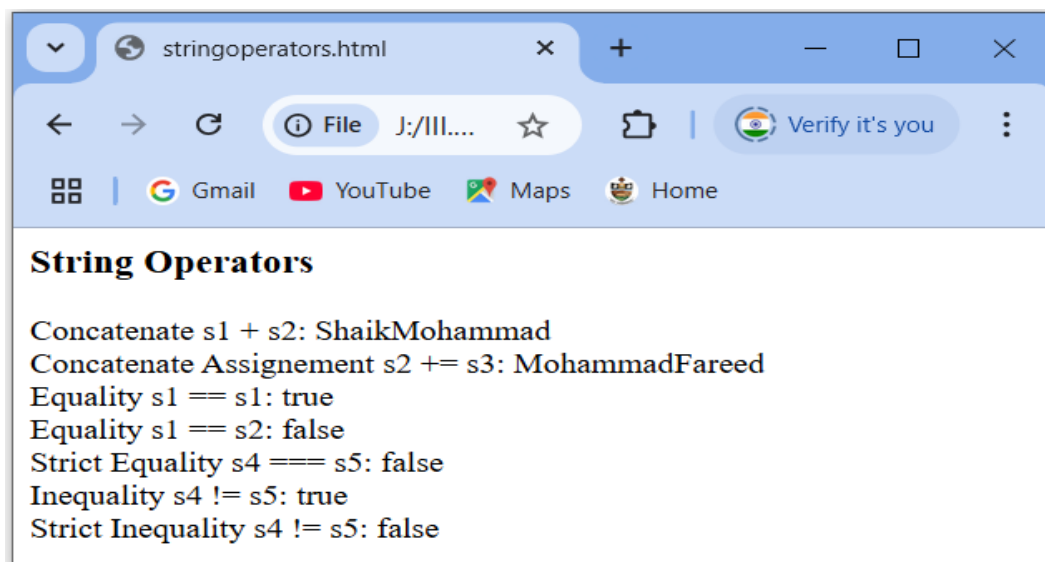 stringoperators.html
File J:/III....
Verify it's you
Gmail YouTube Maps Home
String Operators
Concatenate s1 + s2: ShaikMohammad
Concatenate Assignement s2 += s3: MohammadFareed
Equality s1 == s1: true
Equality s1 == s2: false
Strict Equality s4 === s5: false
Inequality s4 != s5: true
Strict Inequality s4 != s5: false